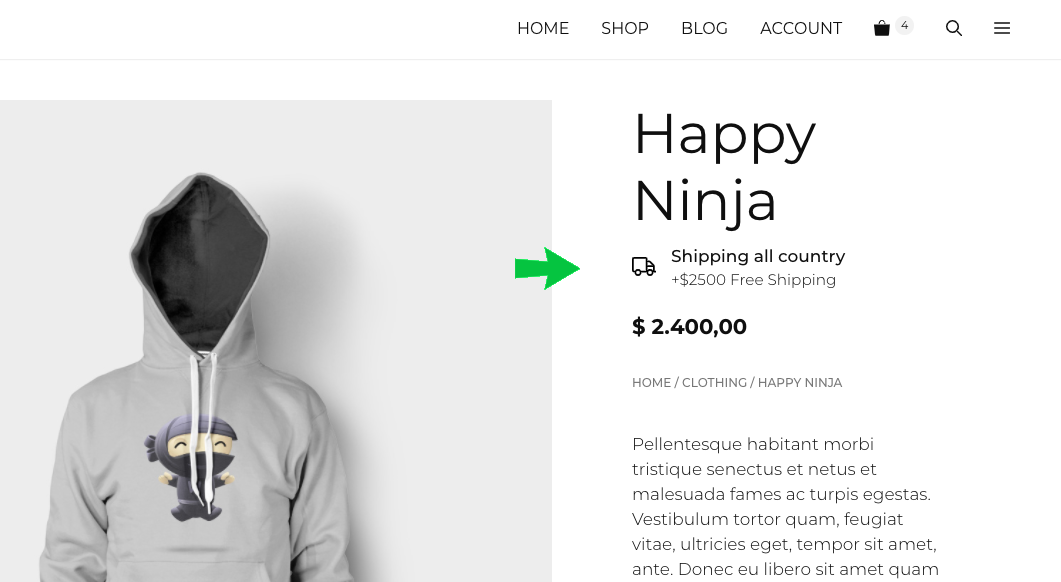 HOME SHOP BLOG ACCOUNT 4
Happy
Ninja
Shipping all country
+$2500 Free Shipping
$ 2.400,00
HOME / CLOTHING / HAPPY NINJA
Pellentesque habitant morbi
tristique senectus et netus et
malesuada fames ac turpis egestas.
Vestibulum tortor quam, feugiat
vitae, ultricies eget, tempor sit amet,
ante. Donec eu libero sit amet quam